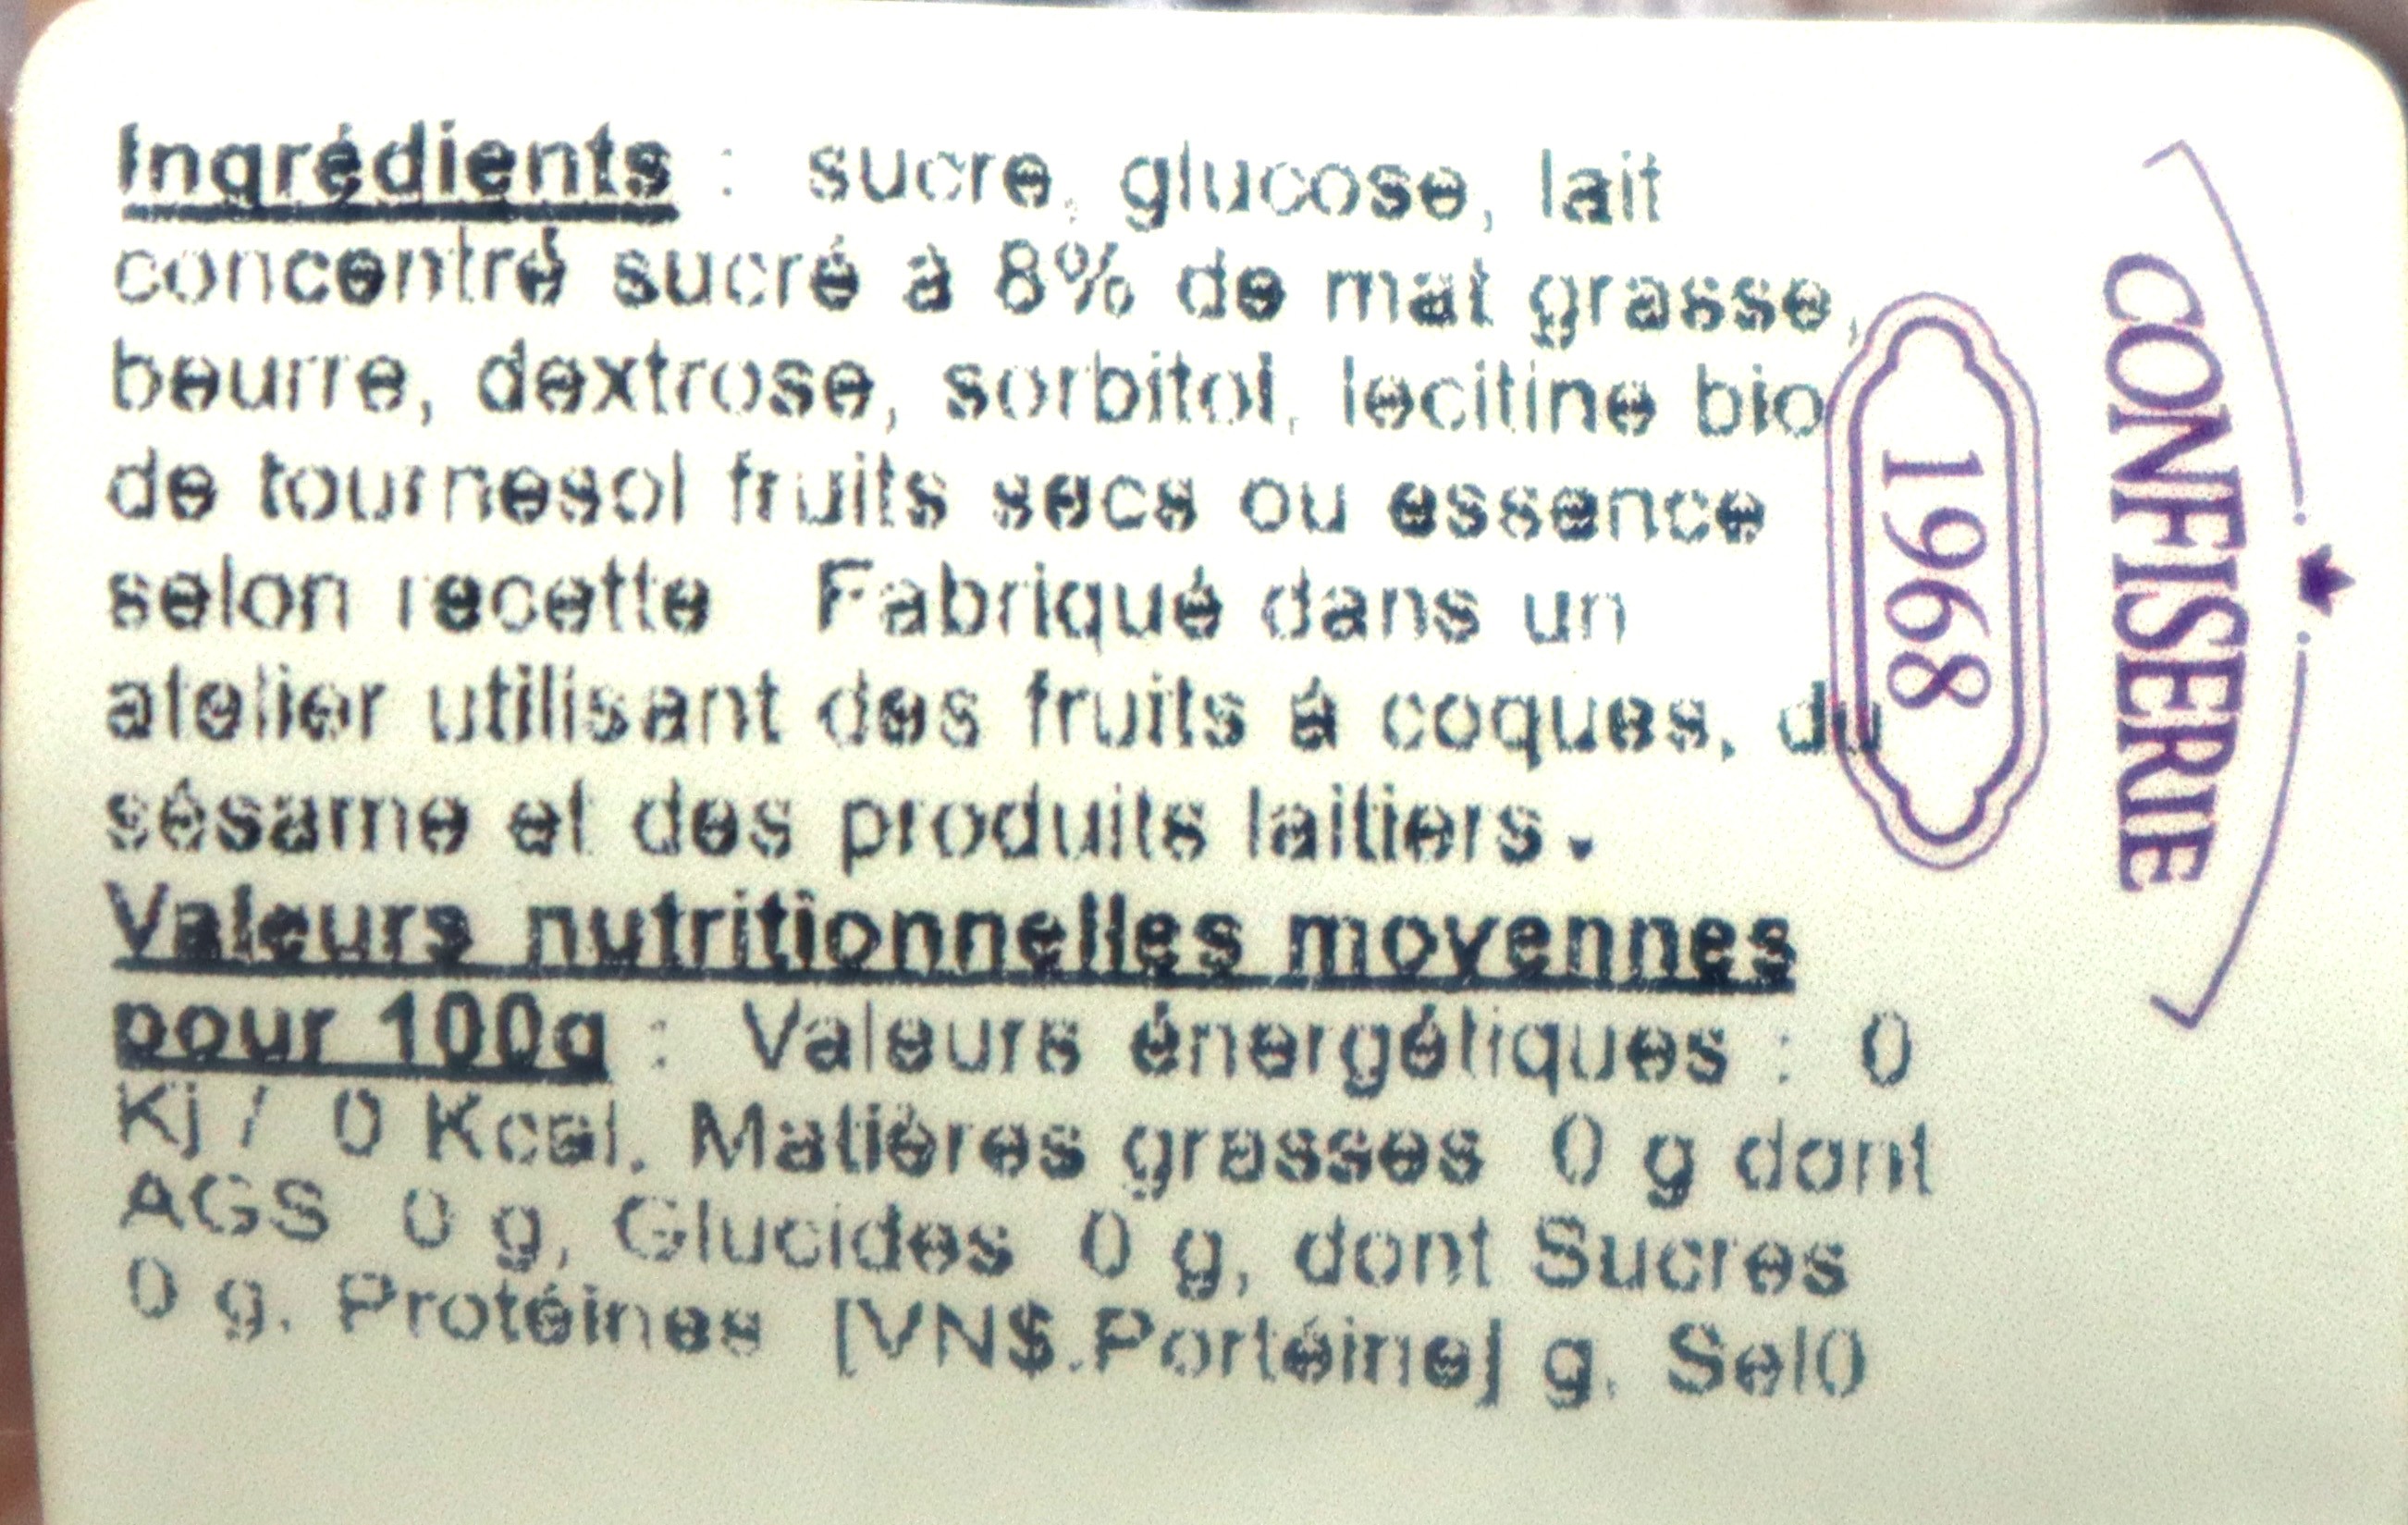 Ingrédients : sucre, glucose, lait
concentré sucré à 8% de mat grasse,
beurre, dextrose, sorbitol, lecitine bio
de tournesol fruits secs ou essence
selon recette Fabriqué dans un
atelier utilisant des fruits à coques, du
sésame et des produits laitiers.
Valeurs nutritionnelles moyennes
pour 100g : Valeurs énergétiques : 0
Kj / 0 Kcal. Matières grasses 0 g dont
AGS 0 g, Glucides 0 g, dont Sucres
0 g. Protéines [VN$.Portéine] g. Sel0
CONFISERIE
1968